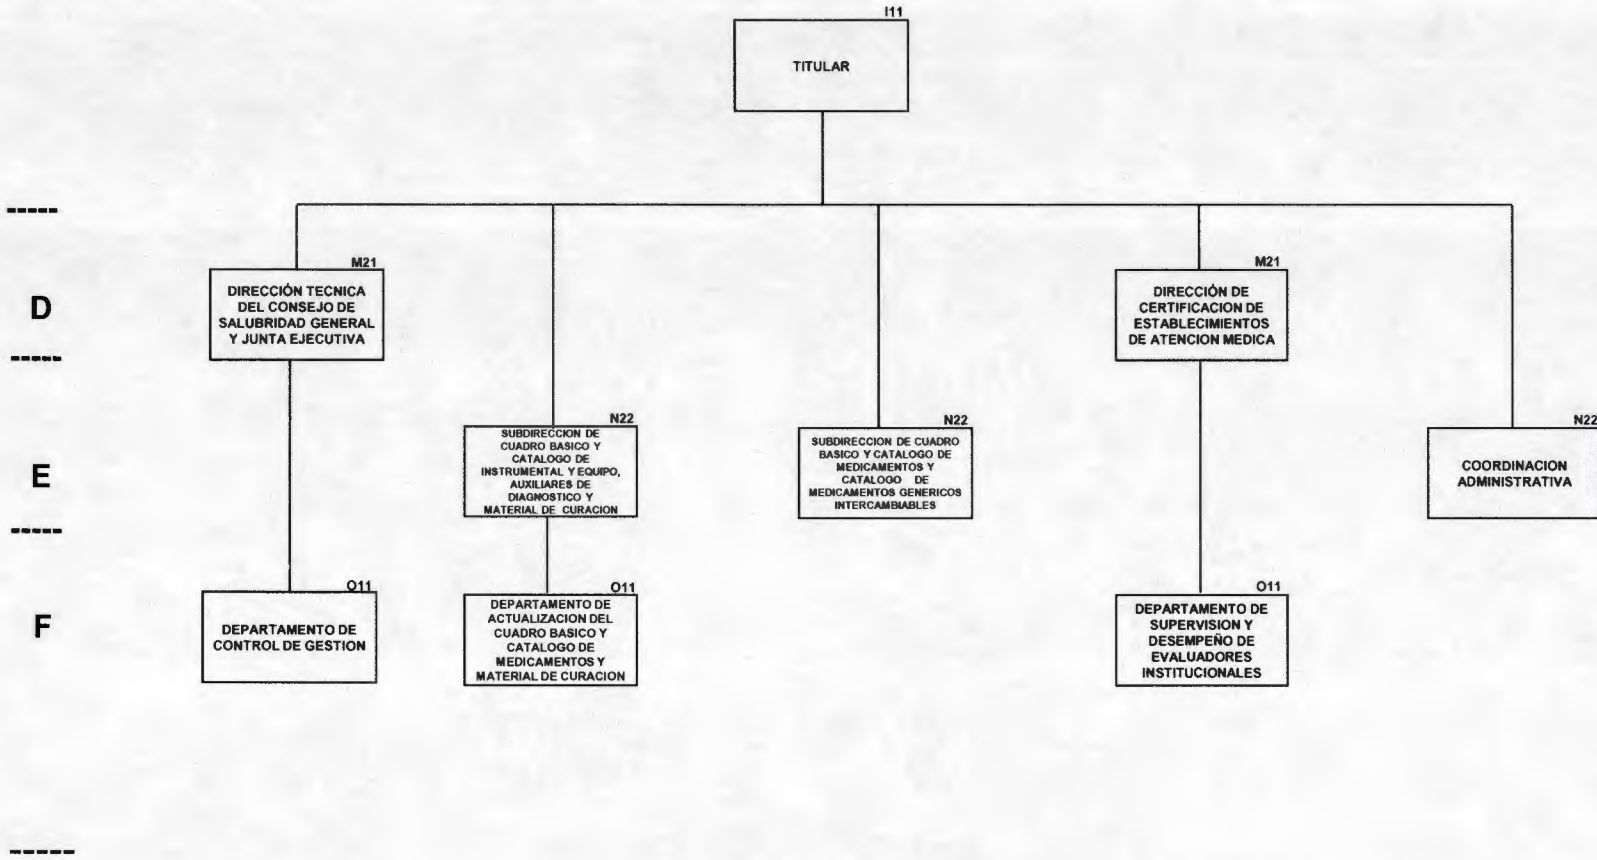 I11
TITULAR
D
M21
DIRECCIÓN TECNICA
DEL CONSEJO DE
SALUBRIDAD GENERAL
Y JUNTA EJECUTIVA
M21
DIRECCIÓN DE
CERTIFICACION DE
ESTABLECIMIENTOS
DE ATENCION MEDICA
E
N22
SUBDIRECCION DE
CUADRO BASICO Y
CATALOGO DE
INSTRUMENTAL Y EQUIPO,
AUXILIARES DE
DIAGNOSTICO Y
MATERIAL DE CURACION
N22
SUBDIRECCION DE CUADRO
BASICO Y CATALOGO DE
MEDICAMENTOS Y
CATALOGO DE
MEDICAMENTOS GENERICOS
INTERCAMBIABLES
N22
COORDINACION
ADMINISTRATIVA
F
O11
DEPARTAMENTO DE
CONTROL DE GESTION
O11
DEPARTAMENTO DE
ACTUALIZACION DEL
CUADRO BASICO Y
CATALOGO DE
MEDICAMENTOS Y
MATERIAL DE CURACION
O11
DEPARTAMENTO DE
SUPERVISION Y
DESEMPEÑO DE
EVALUADORES
INSTITUCIONALES